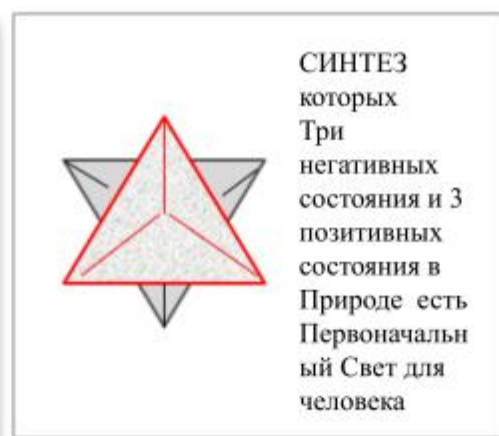 СИНТЕЗ
которых
Три
негативных
состояния и 3
позитивных
состояния в
Природе есть
Первоначальн
ый Свет для
человека